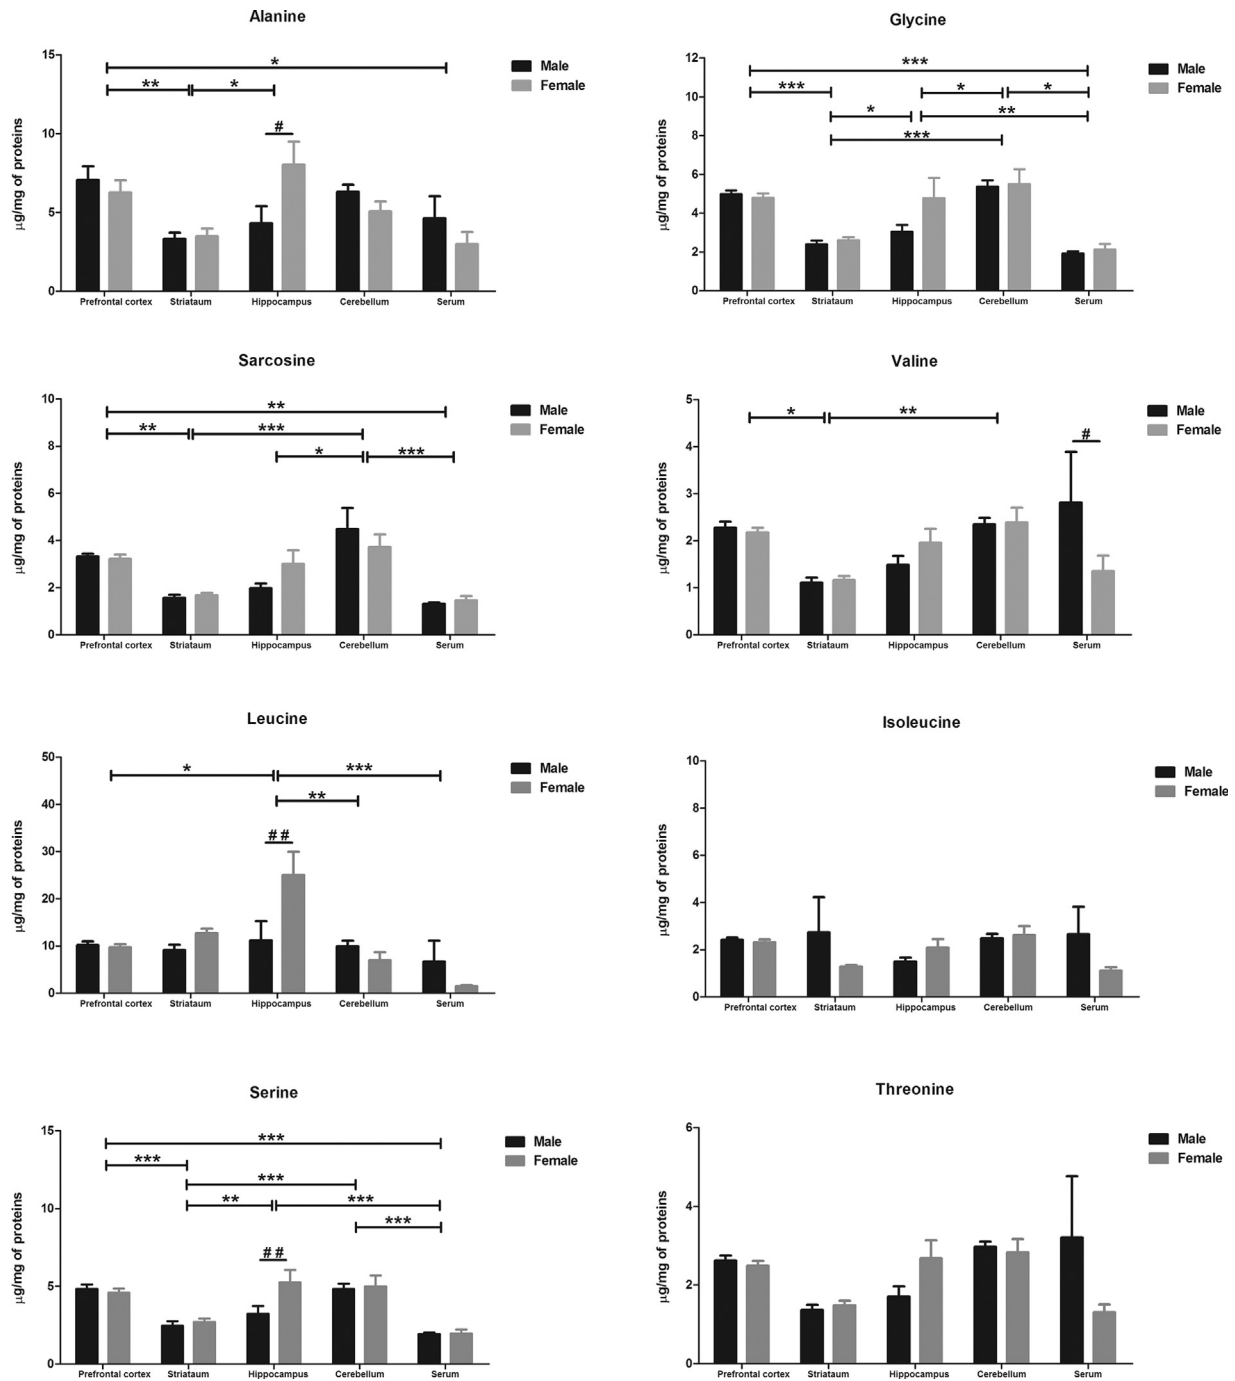 Alanine
15
10
5
0
µg/mg of proteins
*
** *
#
Male
Female
Prefrontal cortex Striataum Hippocampus Cerebellum Serum
Glycine
12
10
8
6
4
2
0
µg/mg of proteins
***
*** * *
* **
***
Male
Female
Prefrontal cortex Striataum Hippocampus Cerebellum Serum
Sarcosine
10
8
6
4
2
0
µg/mg of proteins
**
** ***
* ***
Male
Female
Prefrontal cortex Striataum Hippocampus Cerebellum Serum
Valine
5
4
3
2
1
0
µg/mg of proteins
* **
#
Male
Female
Prefrontal cortex Striataum Hippocampus Cerebellum Serum
Leucine
50
40
30
20
10
0
µg/mg of proteins
* ***
**
##
Male
Female
Prefrontal cortex Striataum Hippocampus Cerebellum Serum
Isoleucine
10
8
6
4
2
0
µg/mg of proteins
Male
Female
Prefrontal cortex Striataum Hippocampus Cerebellum Serum
Serine
15
10
5
0
µg/mg of proteins
***
***
***
** ***
***
##
Male
Female
Prefrontal cortex Striataum Hippocampus Cerebellum Serum
Threonine
6
4
2
0
µg/mg of proteins
Male
Female
Prefrontal cortex Striataum Hippocampus Cerebellum Serum